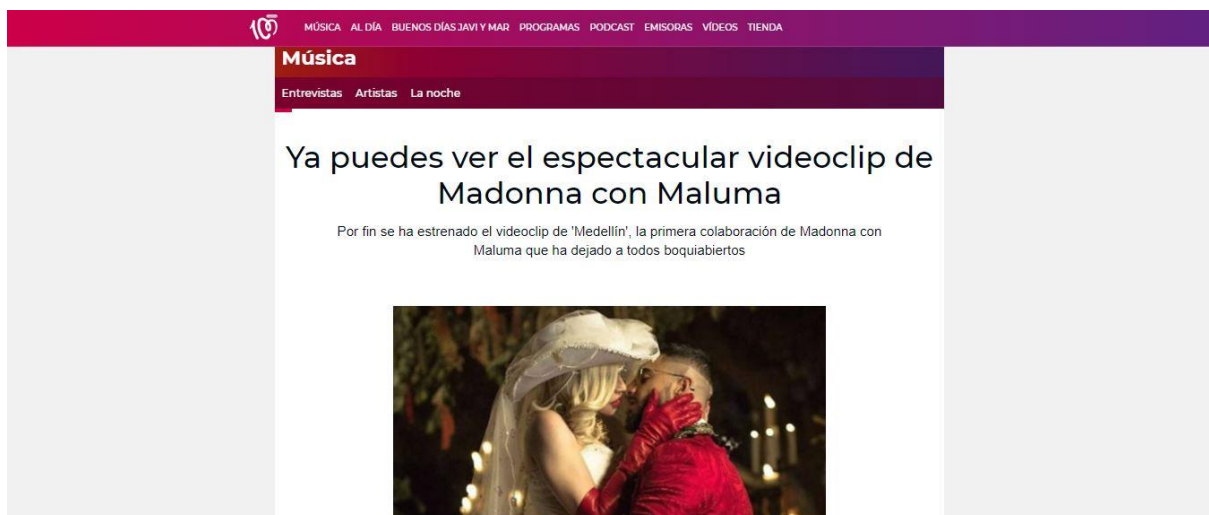 100
MÚSICA AL DÍA BUENOS DÍAS JAVI Y MAR PROGRAMAS PODCAST EMISORAS VÍDEOS TIENDA
Música
Entrevistas Artistas La noche
Ya puedes ver el espectacular videoclip de
Madonna con Maluma
Por fin se ha estrenado el videoclip de 'Medellín', la primera colaboración de Madonna con
Maluma que ha dejado a todos boquiabiertos